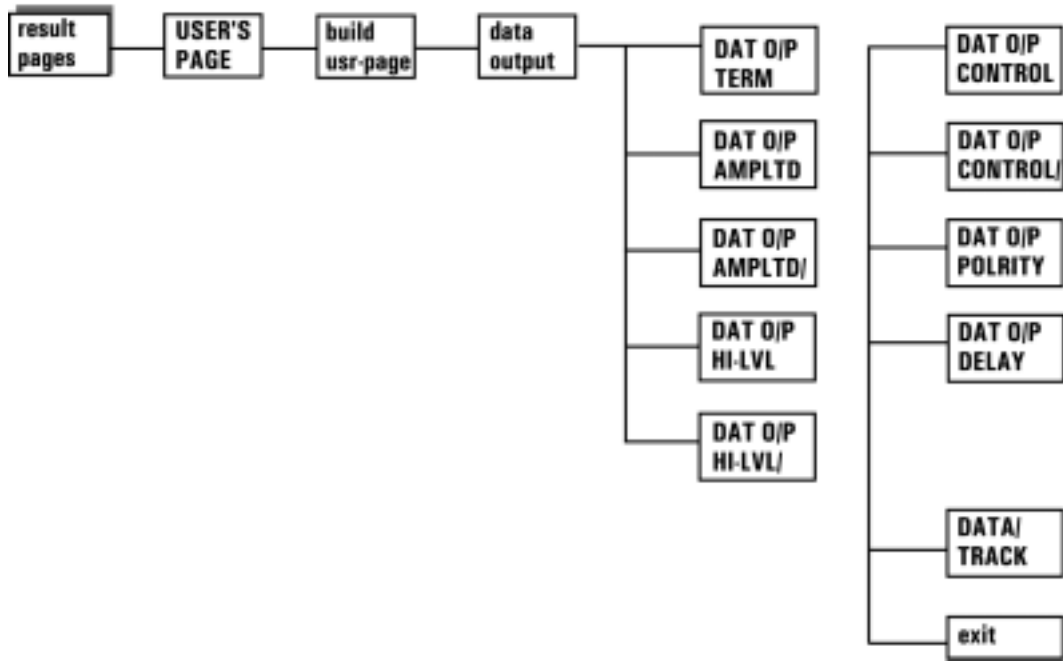 result
pages
USER'S
PAGE
build
usr-page
data
output
DAT O/P
TERM
DAT O/P
AMPLTD
DAT O/P
AMPLTD/
DAT O/P
HI-LVL
DAT O/P
HI-LVL/
DAT O/P
CONTROL
DAT O/P
CONTROL/
DAT O/P
POLRITY
DAT O/P
DELAY
DATA/
TRACK
exit